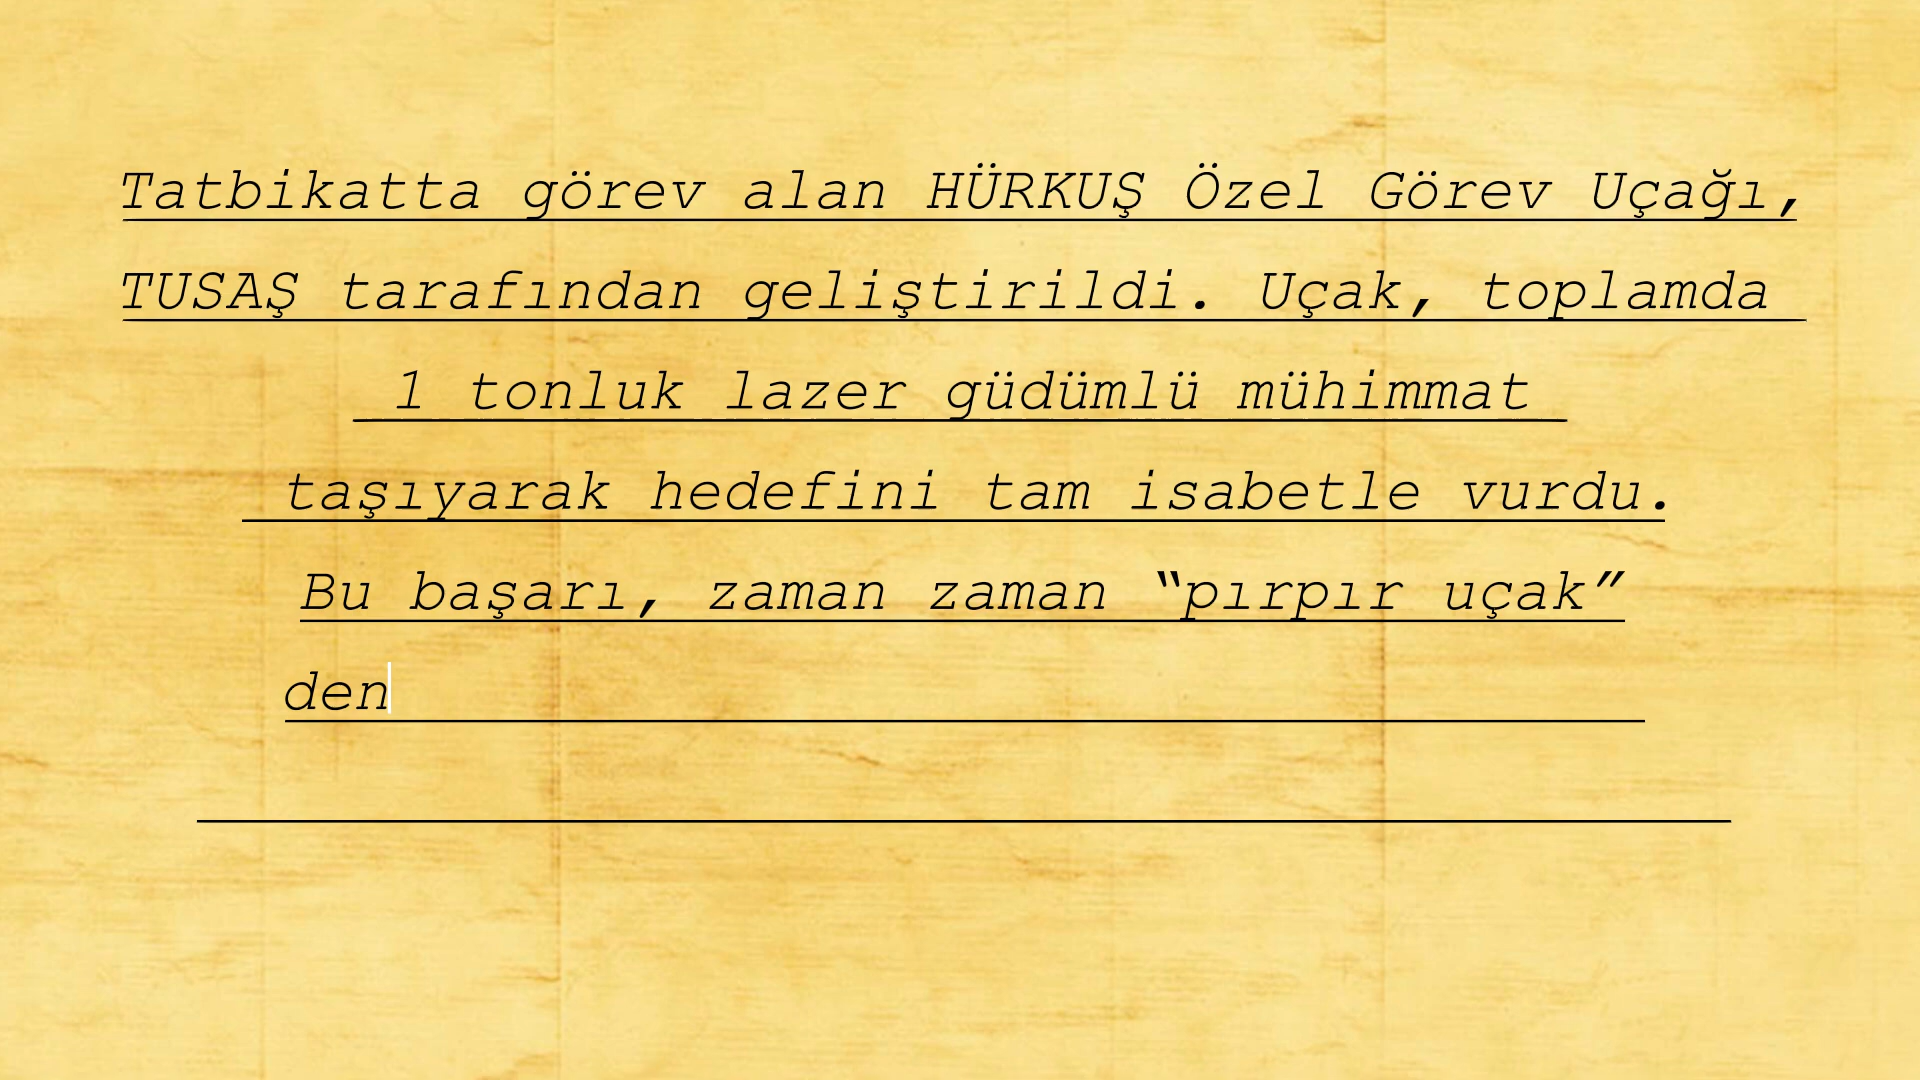 Tatbikatta görev alan HÜRKUŞ Özel Görev Uçağı,
TUSAŞ tarafından geliştirildi. Uçak, toplamda
1 tonluk lazer güdümlü mühimmat
taşıyarak hedefini tam isabetle vurdu.
Bu başarı, zaman zaman “pırpır uçak”
den